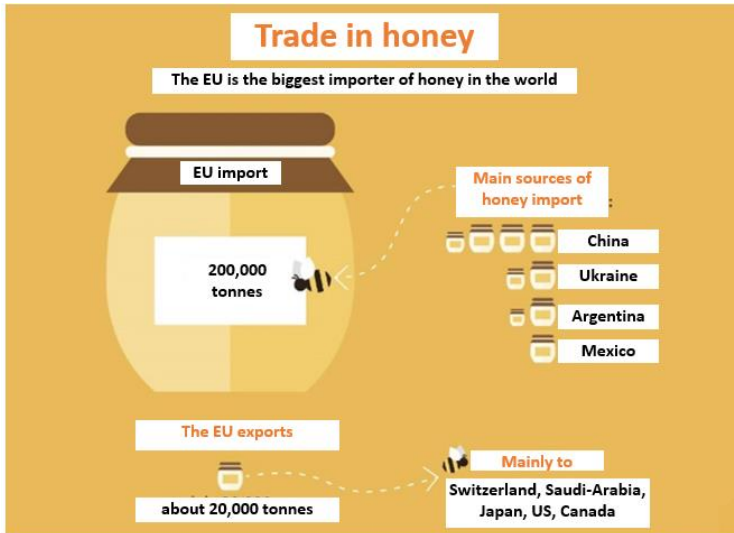 Trade in honey
The EU is the biggest importer of honey in the world
EU import
200,000
tonnes
Main sources of
honey import
:
China
Ukraine
Argentina
Mexico
The EU exports
about 20,000 tonnes
Mainly to
Switzerland, Saudi-Arabia,
Japan, US, Canada